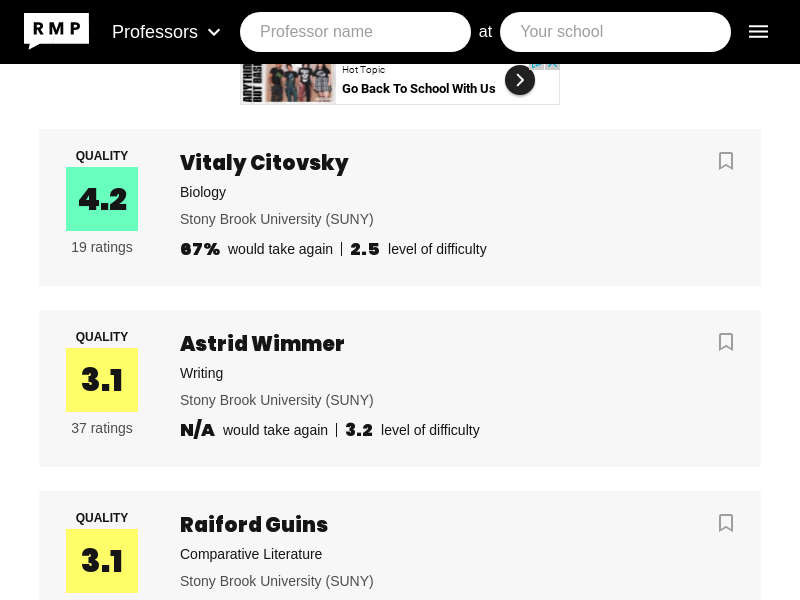 RMP
Professors
Professor name
at
Your school
ANYTHING BUT BASIC
Hot Topic
Go Back To School With Us
QUALITY
4.2
19 ratings
Vitaly Citovsky
Biology
Stony Brook University (SUNY)
67% would take again | 2.5 level of difficulty
QUALITY
3.1
37 ratings
Astrid Wimmer
Writing
Stony Brook University (SUNY)
N/A would take again | 3.2 level of difficulty
QUALITY
3.1
Raiford Guins
Comparative Literature
Stony Brook University (SUNY)